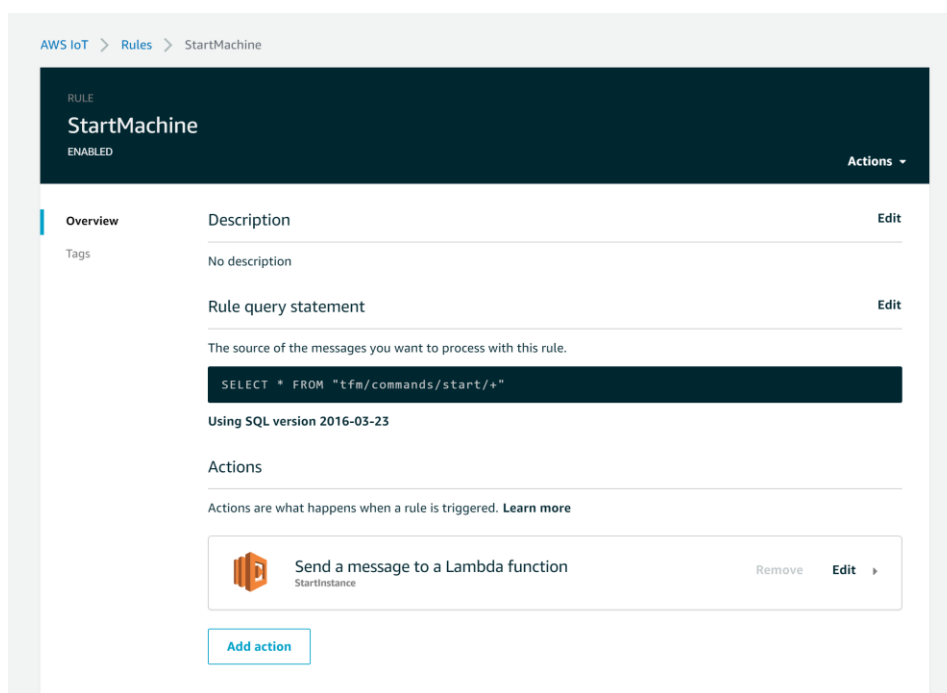 AWS IoT > Rules > StartMachine
RULE
StartMachine
ENABLED
Actions
Overview
Tags
Description
Edit
No description
Rule query statement
Edit
The source of the messages you want to process with this rule.
SELECT * FROM "tfm/commands/start/+"
Using SQL version 2016-03-23
Actions
Actions are what happens when a rule is triggered. Learn more
Send a message to a Lambda function
StartInstance
Remove
Edit
Add action